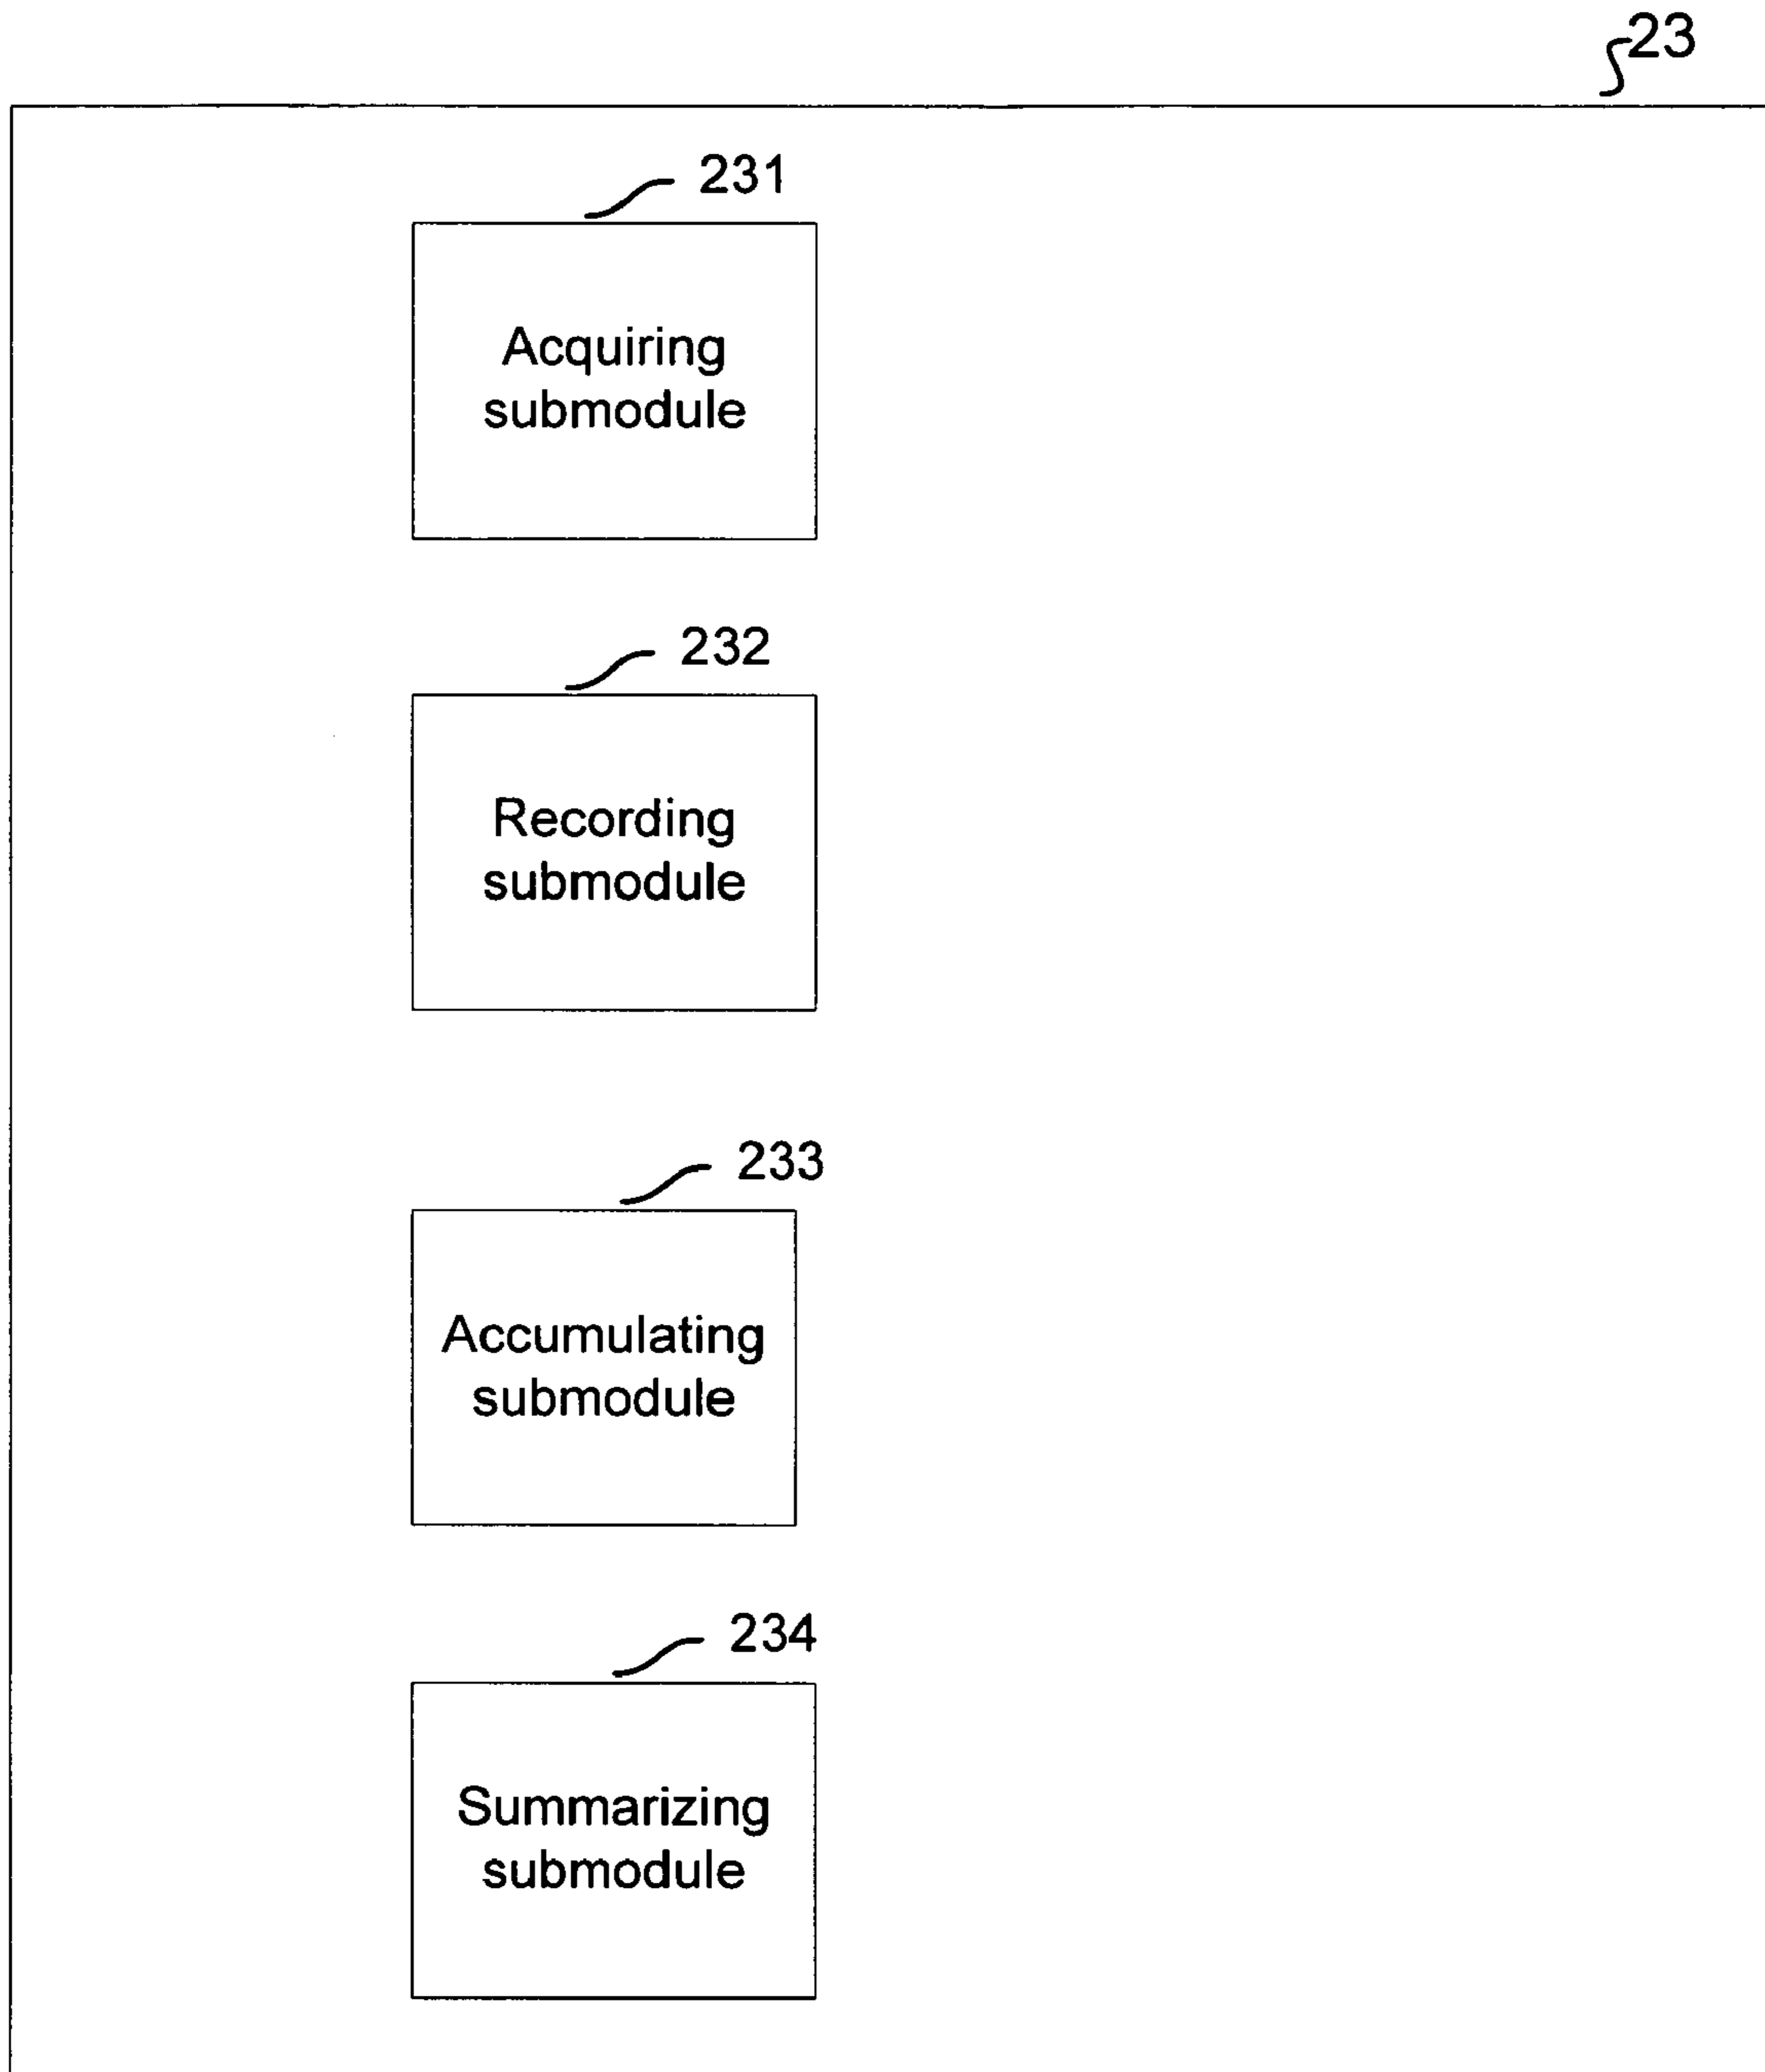 23
231
Acquiring
submodule
232
Recording
submodule
233
Accumulating
submodule
234
Summarizing
submodule